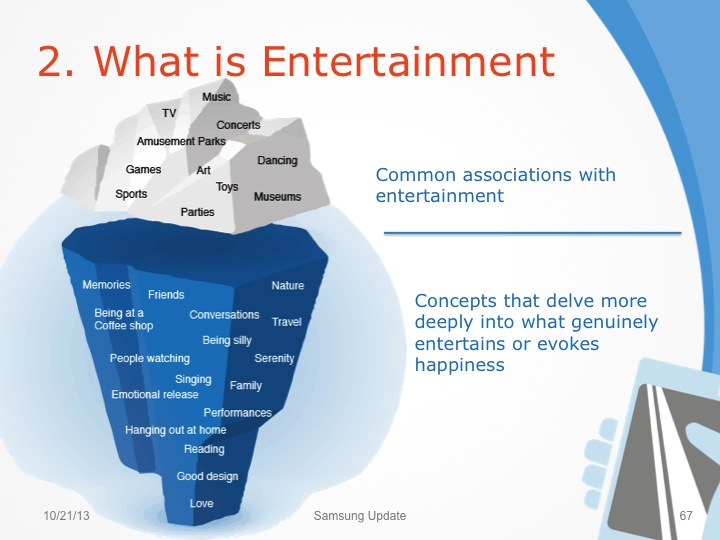 2. What is Entertainment
Music
TV
Concerts
Amusement Parks
Dancing
Games
Art
Toys
Sports
Museums
Parties
Common associations with
entertainment
Memories
Friends
Nature
Being at a
Coffee shop
Conversations
Travel
Being silly
People watching
Serenity
Singing
Family
Emotional release
Performances
Hanging out at home
Reading
Good design
Love
Concepts that delve more
deeply into what genuinely
entertains or evokes
happiness
10/21/13
Samsung Update
67